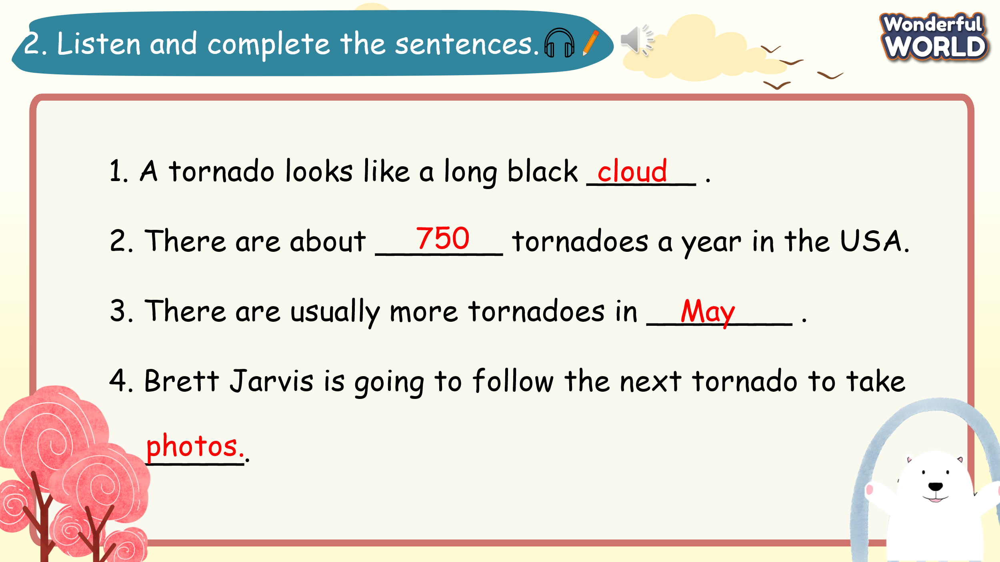 2. Listen and complete the sentences.
Wonderful
WORLD
1. A tornado looks like a long black cloud .
2. There are about 750 tornadoes a year in the USA.
3. There are usually more tornadoes in May .
4. Brett Jarvis is going to follow the next tornado to take
photos..